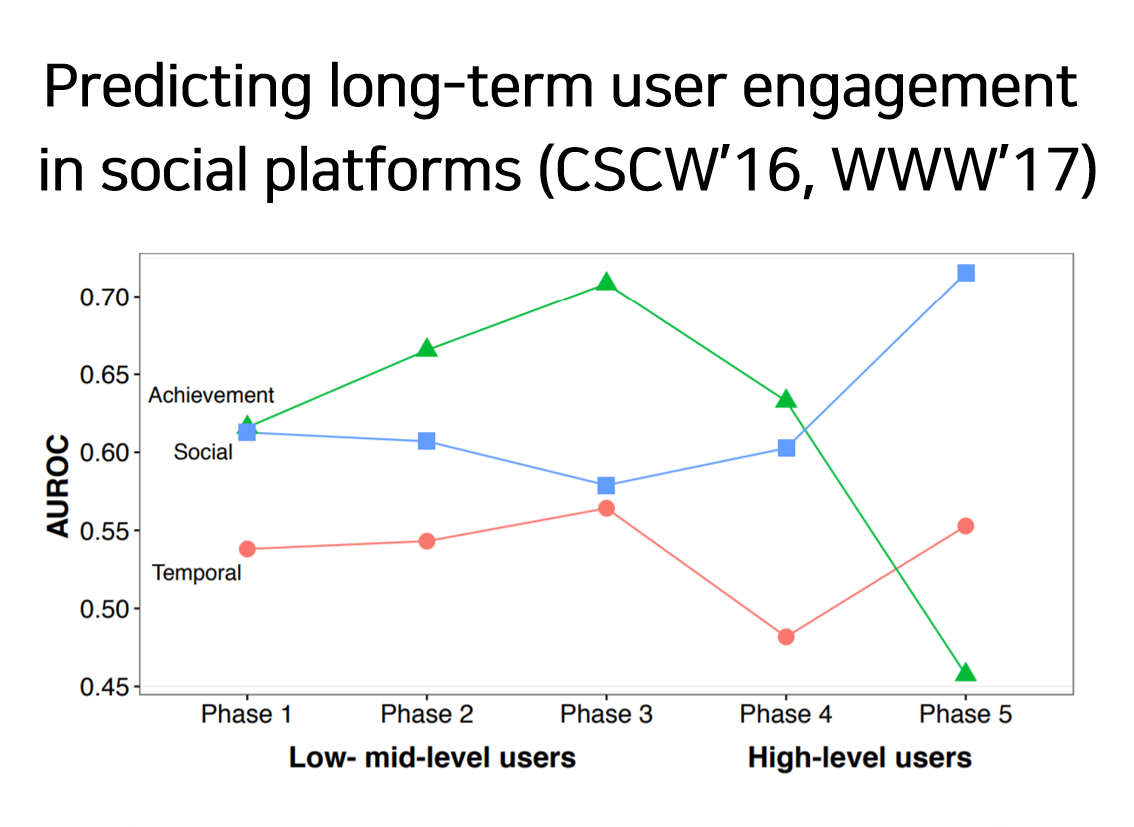 Predicting long-term user engagement
in social platforms (CSCW’16, WWW’17)
0.70
0.65
0.60
0.55
0.50
0.45
AUROC
Achievement
Social
Temporal
Phase 1 Phase 2 Phase 3 Phase 4 Phase 5
Low- mid-level users High-level users